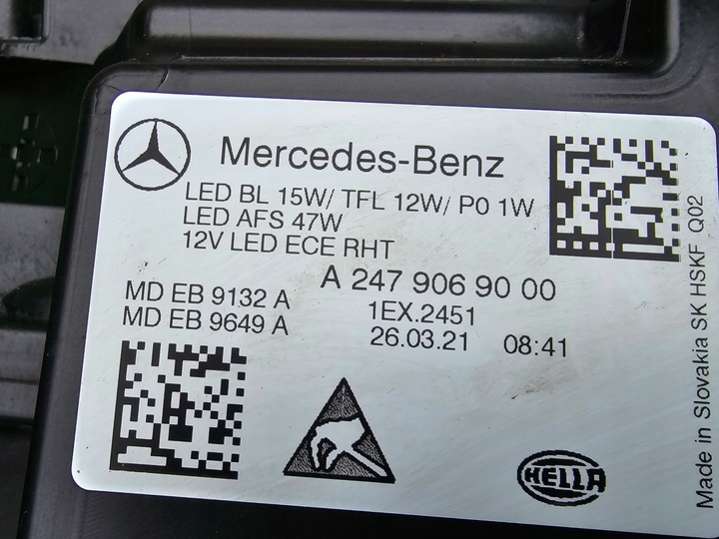 Mercedes-Benz
LED BL 15W/ TFL 12W/ PO 1W
LED AFS 47W
12V LED ECE RHT
A 247 906 90 00
MD EB 9132 A
1EX.2451
MD EB 9649 A
26.03.21 08:41
HELLA
Made in Slovakia SK HSKF Q02